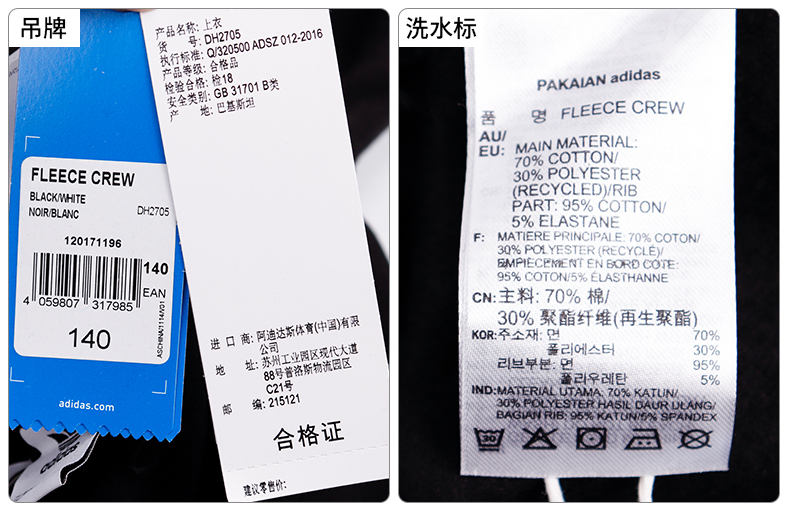 吊牌
产品名称: 上衣
货 号: DH2705
执行标准: Q/320500 ADSZ 012-2016
产品等级: 合格品
检验合格: 检18
安全类别: GB 31701 B类
产 地: 巴基斯坦
FLEECE CREW
BLACK/WHITE
NOIR/BLANC
DH2705
120171196
140
EAN
4 059807 317985
ASCHINA/1114/V01
140
adidas.com
进 口 商: 阿迪达斯体育(中国)有限
公司
地 址: 苏州工业园区现代大道
88号普洛斯物流园区
C21号
邮 编: 215121
合格证
建议零售价:
洗水标
PAKAIAN adidas
品 名 FLEECE CREW
AU/
EU: MAIN MATERIAL:
70% COTTON/
30% POLYESTER
(RECYCLED)/RIB
PART: 95% COTTON/
5% ELASTANE
F: MATIERE PRINCIPALE: 70% COTON/
30% POLYESTER (RECYCLÉ)/
EMPIÈCEMENT EN BORD CÔTE:
95% COTON/5% ÉLASTHANNE
CN: 主料: 70% 棉/
30% 聚酯纤维(再生聚酯)
KOR: 주소재: 면 70%
폴리에스터 30%
리브부분: 면 95%
폴리우레탄 5%
IND: MATERIAL UTAMA: 70% KATUN/
30% POLYESTER HASIL DAUR ULANG/
BAGIAN RIB: 95% KATUN/5% SPANDEX
30